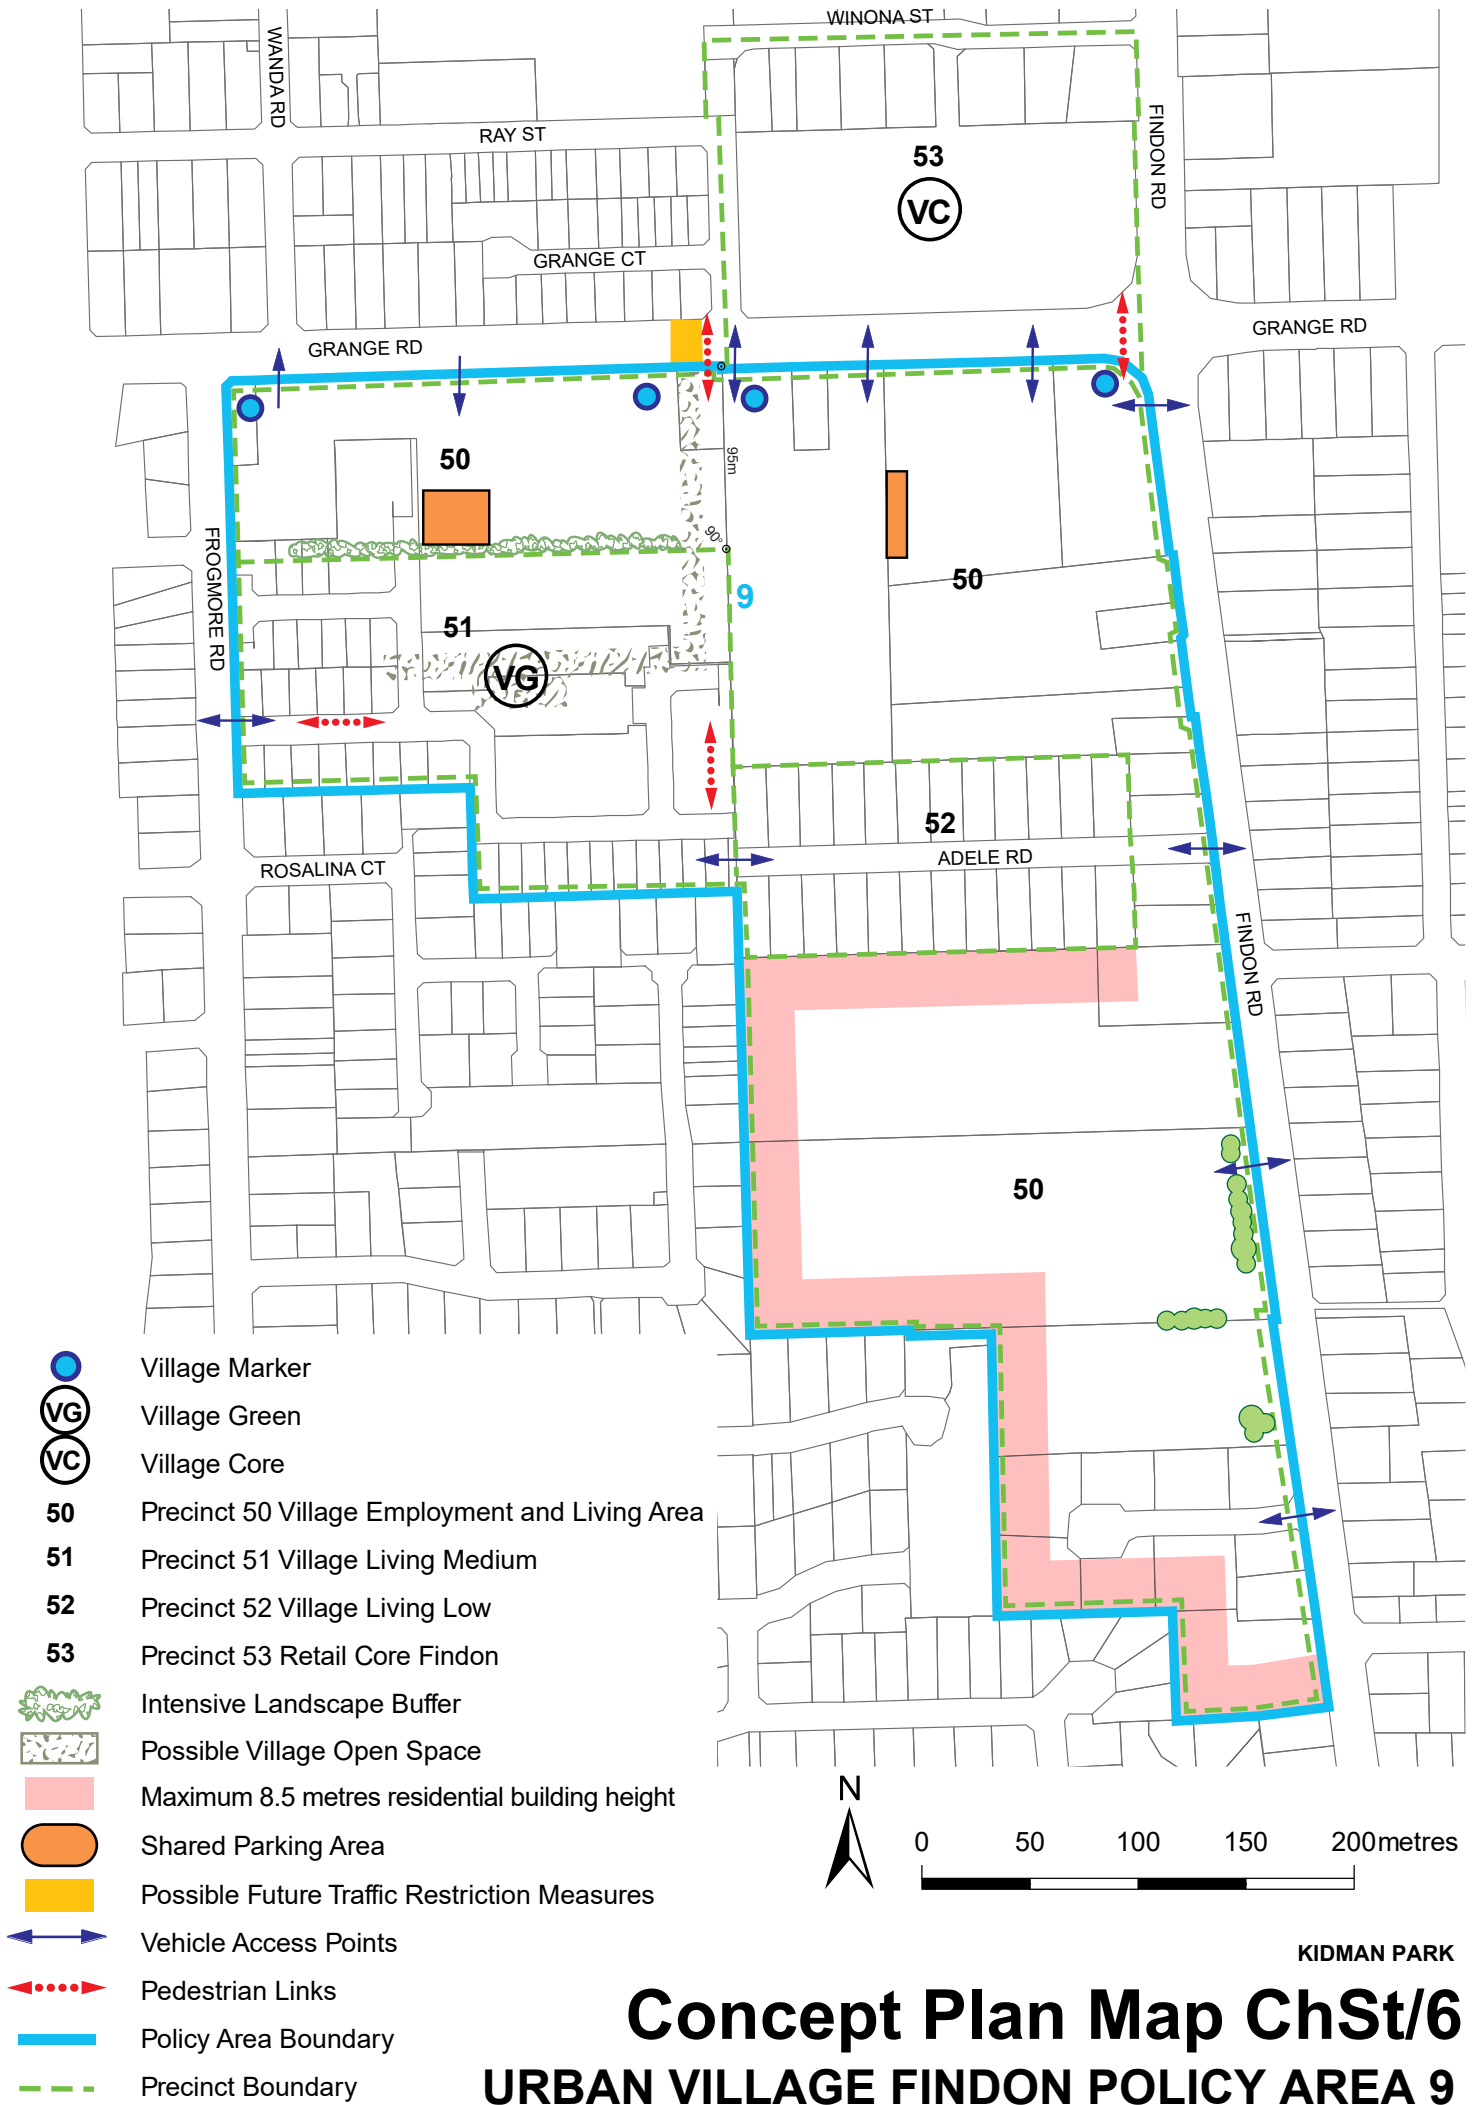 WINONA ST
WANDA RD
FINDON RD
RAY ST
53
VC
GRANGE CT
GRANGE RD
GRANGE RD
50
95m
90°
50
9
FROGMORE RD
51
VG
52
ADELE RD
ROSALINA CT
FINDON RD
50
Village Marker
VG Village Green
VC Village Core
50 Precinct 50 Village Employment and Living Area
51 Precinct 51 Village Living Medium
52 Precinct 52 Village Living Low
53 Precinct 53 Retail Core Findon
Intensive Landscape Buffer
Possible Village Open Space
Maximum 8.5 metres residential building height
Shared Parking Area
Possible Future Traffic Restriction Measures
Vehicle Access Points
Pedestrian Links
Policy Area Boundary
Precinct Boundary
N
0 50 100 150 200metres
KIDMAN PARK
Concept Plan Map ChSt/6
URBAN VILLAGE FINDON POLICY AREA 9